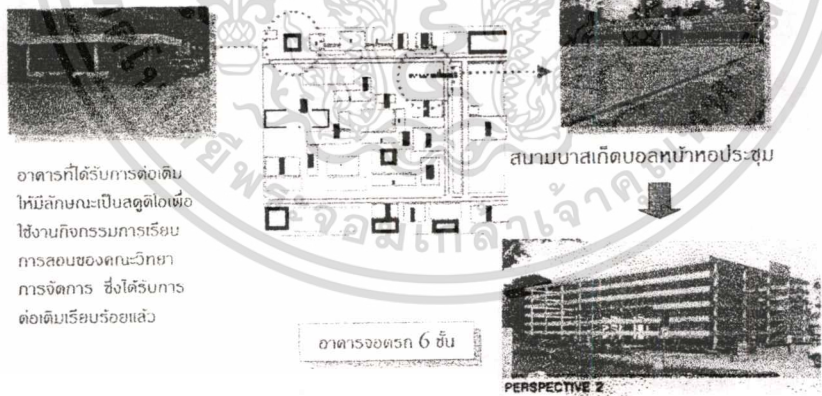 อาคารที่ได้รับการต่อเติม
ให้มีลักษณะเป็นสตูดิโอเพื่อ
ใช้งานกิจกรรมการเรียน
การสอนของคณะวิทยา
การจัดการ ซึ่งได้รับการ
ต่อเติมเรียบร้อยแล้ว
สนามบาสเก็ตบอลหน้าหอประชุม
อาคารจอดรถ 6 ชั้น
PERSPECTIVE 2